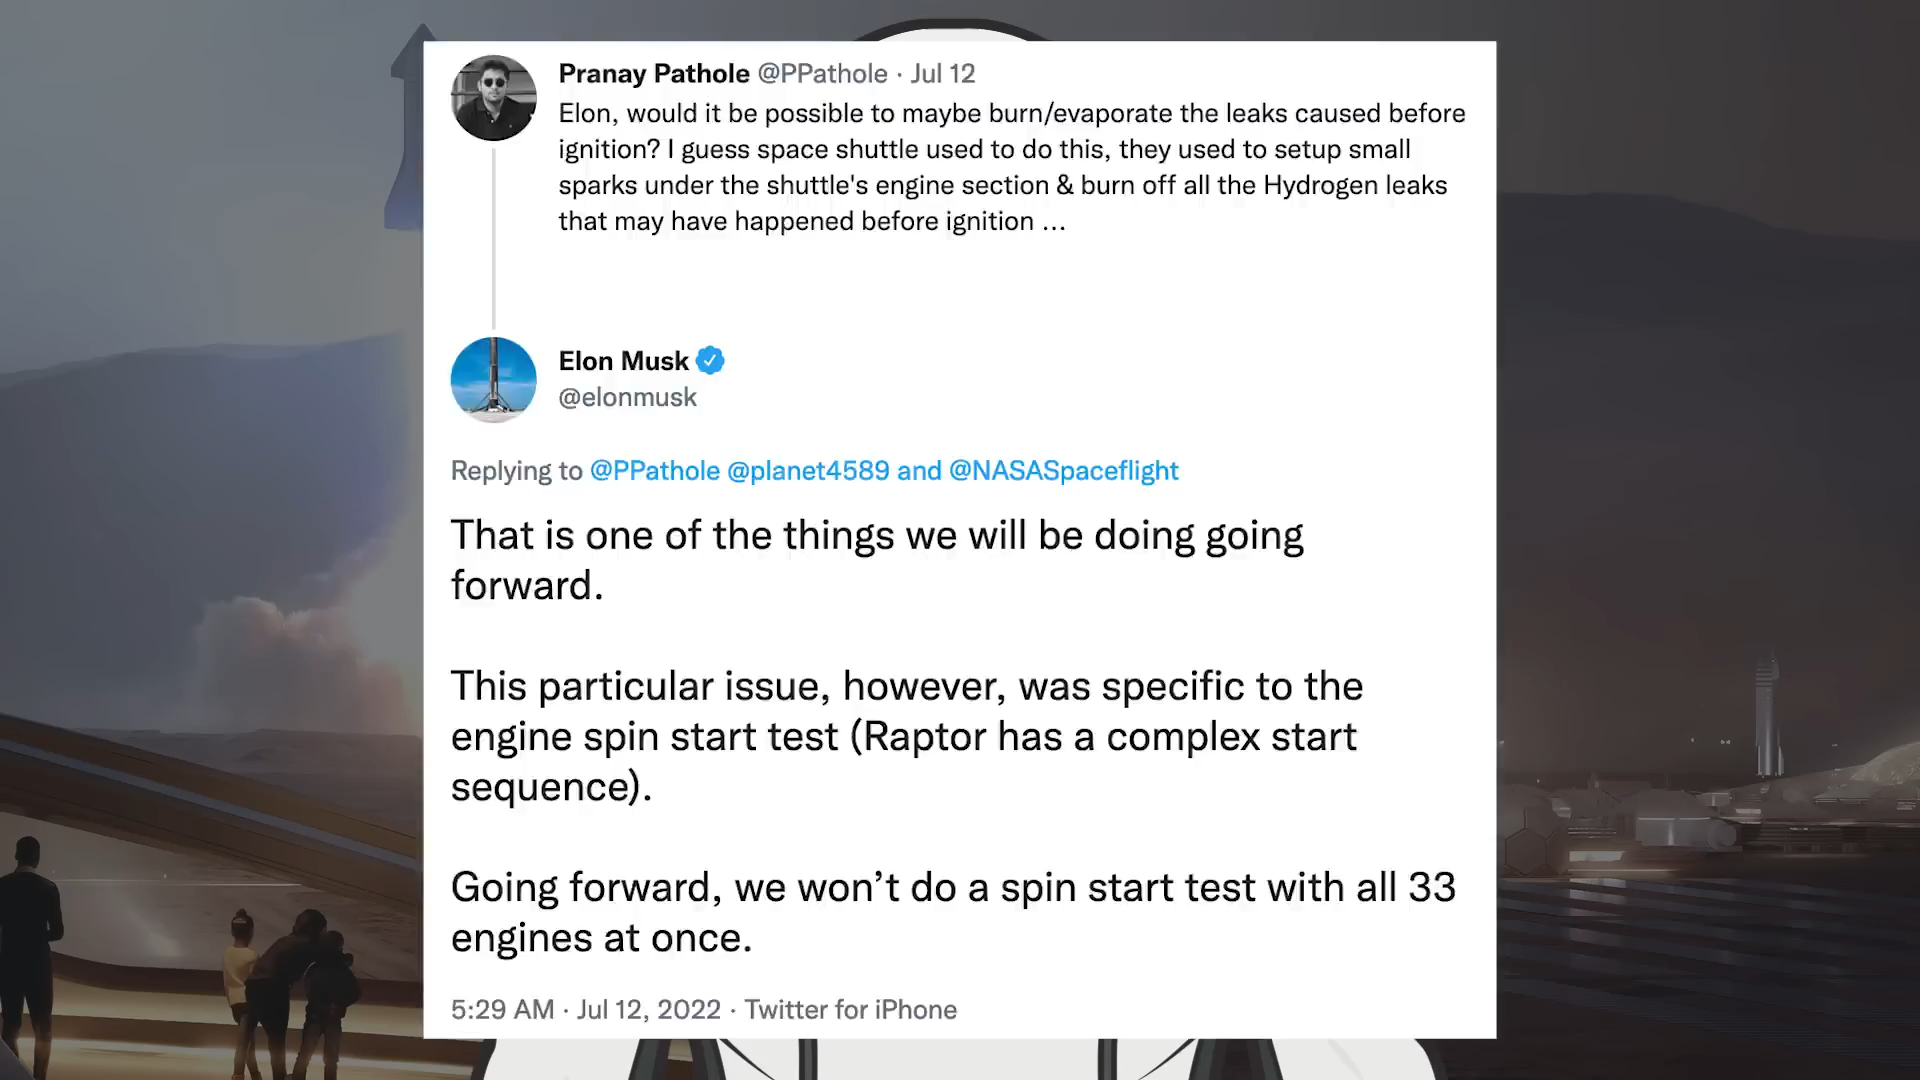 Pranay Pathole @PPathole · Jul 12
Elon, would it be possible to maybe burn/evaporate the leaks caused before
ignition? I guess space shuttle used to do this, they used to setup small
sparks under the shuttle's engine section & burn off all the Hydrogen leaks
that may have happened before ignition ...
Elon Musk
@elonmusk
Replying to @PPathole @planet4589 and @NASASpaceflight
That is one of the things we will be doing going
forward.
This particular issue, however, was specific to the
engine spin start test (Raptor has a complex start
sequence).
Going forward, we won’t do a spin start test with all 33
engines at once.
5:29 AM · Jul 12, 2022 · Twitter for iPhone